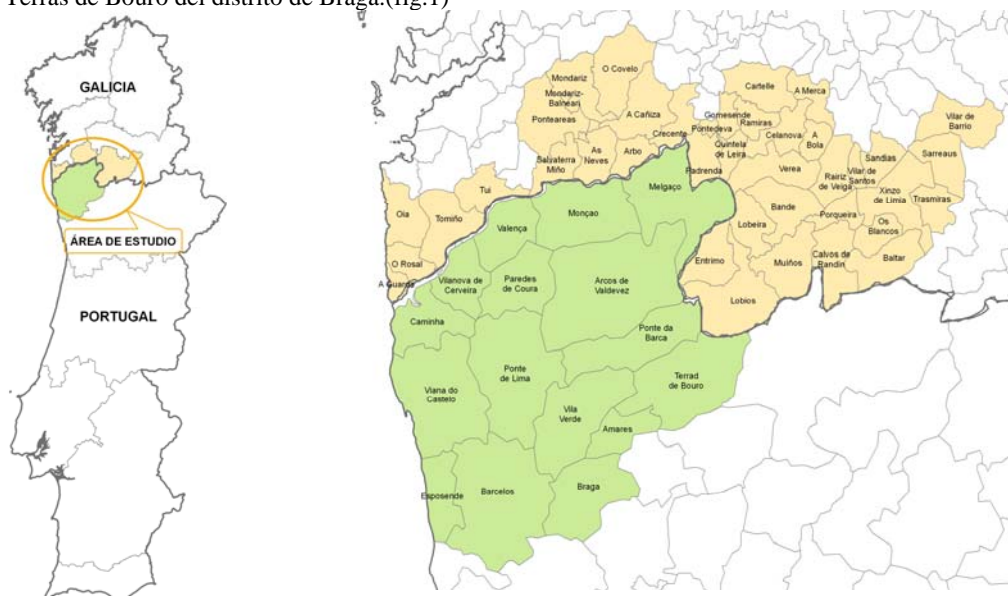 Terras de Bouro del distrito de Braga.(fig.1)
GALICIA
ÁREA DE ESTUDIO
PORTUGAL
O Covelo
Mondariz
Mondariz-
Balneari
Ponteareas
A Cañiza
Crecente
Salvaterra
Miño
As
Neves
Arbo
Cartelle
A Merca
Gomesende
Pontedeva
Ramiras
Quintela
de Leira
Celanova
A
Bola
Padrenda
Verea
Vilar de
Barrio
Sandias
Sarreaus
Rairiz
de Veiga
Vilar de
Santos
Xinzo
de Limia
Trasmiras
Bande
Lobeira
Porqueira
Os
Blancos
Entrimo
Muiños
Calvos de
Randín
Baltar
Lobios
Tui
Oia
Tomiño
O Rosal
A Guarda
Melgaço
Monçao
Valença
Vilanova de
Cerveira
Paredes
de Coura
Arcos de
Valdevez
Caminha
Ponte da
Barca
Viana do
Castelo
Ponte
de Lima
Terrad
de Bouro
Vila
Verde
Amares
Esposende
Barcelos
Braga